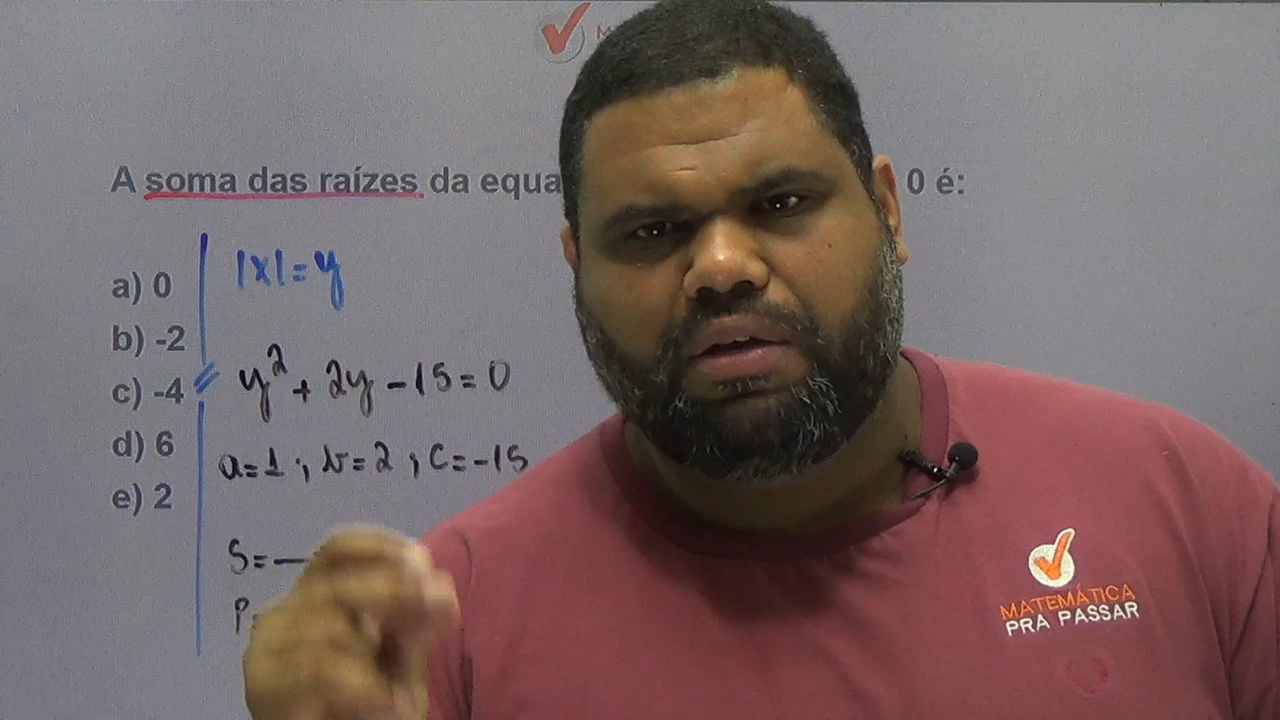 A soma das raízes da equa 0 é:
a) 0
b) -2
c) -4
d) 6
e) 2
|x|=y
y² + 2y - 15 = 0
a=1 ; b=2 ; c=-15
S=
P=
MATEMÁTICA
PRA PASSAR